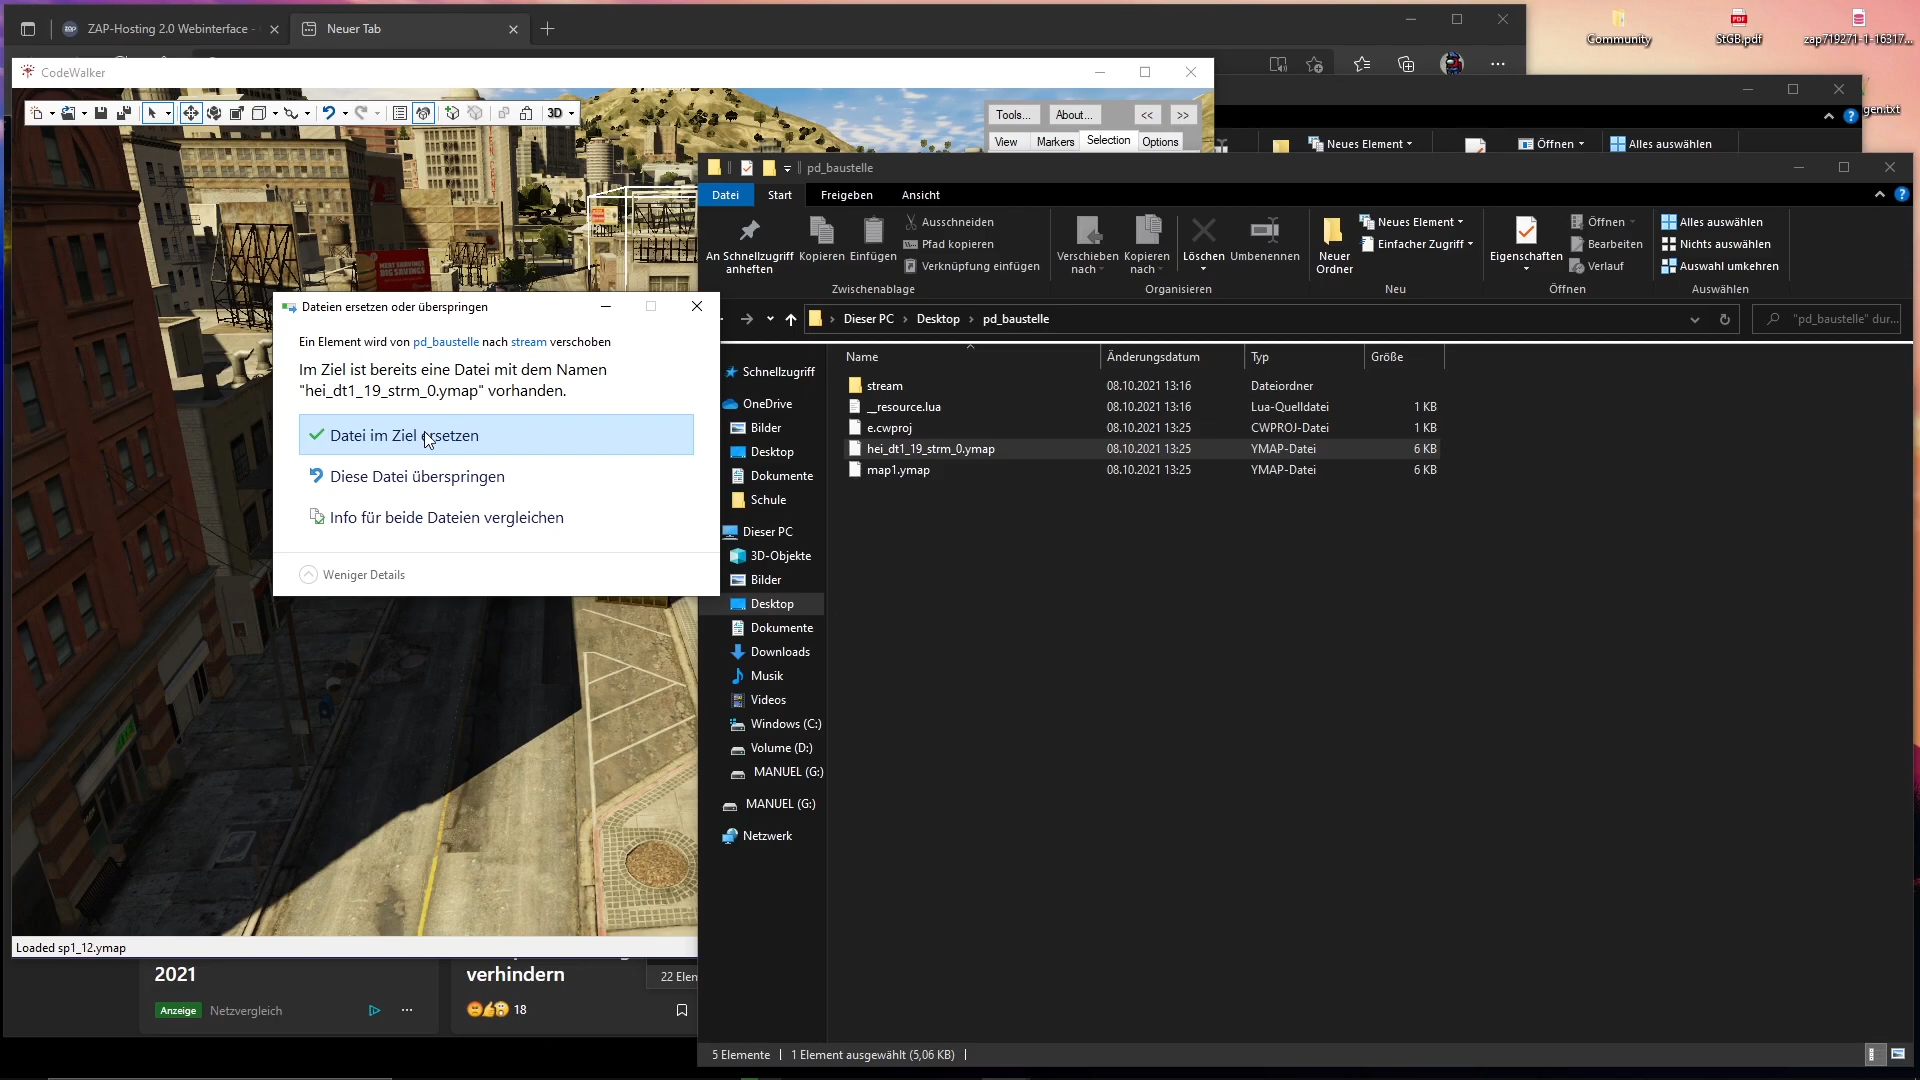 ZAP-Hosting 2.0 Webinterface -
Neuer Tab
Community
StGB.pdf
zap719271-1-16317...
CodeWalker
gen.txt
3D
Tools...
About...
<<
>>
View
Markers
Selection
Options
Neues Element
Öffnen
Alles auswählen
pd_baustelle
Datei
Start
Freigeben
Ansicht
An Schnellzugriff anheften
Kopieren
Einfügen
Ausschneiden
Pfad kopieren
Verknüpfung einfügen
Zwischenablage
Verschieben nach
Kopieren nach
Löschen
Umbenennen
Organisieren
Neuer Ordner
Neues Element
Einfacher Zugriff
Neu
Eigenschaften
Öffnen
Bearbeiten
Verlauf
Öffnen
Alles auswählen
Nichts auswählen
Auswahl umkehren
Auswählen
Dieser PC
Desktop
pd_baustelle
"pd_baustelle" dur...
Dateien ersetzen oder überspringen
Ein Element wird von pd_baustelle nach stream verschoben
Im Ziel ist bereits eine Datei mit dem Namen
"hei_dt1_19_strm_0.ymap" vorhanden.
Datei im Ziel ersetzen
Diese Datei überspringen
Info für beide Dateien vergleichen
Weniger Details
Schnellzugriff
OneDrive
Bilder
Desktop
Dokumente
Schule
Dieser PC
3D-Objekte
Bilder
Desktop
Dokumente
Downloads
Musik
Videos
Windows (C:)
Volume (D:)
MANUEL (G:)
MANUEL (G:)
Netzwerk
Name Änderungsdatum Typ Größe
stream 08.10.2021 13:16 Dateiordner
__resource.lua 08.10.2021 13:16 Lua-Quelldatei 1 KB
e.cwproj 08.10.2021 13:25 CWPROJ-Datei 1 KB
hei_dt1_19_strm_0.ymap 08.10.2021 13:25 YMAP-Datei 6 KB
map1.ymap 08.10.2021 13:25 YMAP-Datei 6 KB
Loaded sp1_12.ymap
2021
Anzeige Netzvergleich
verhindern
18
22 Elem
5 Elemente
1 Element ausgewählt (5,06 KB)